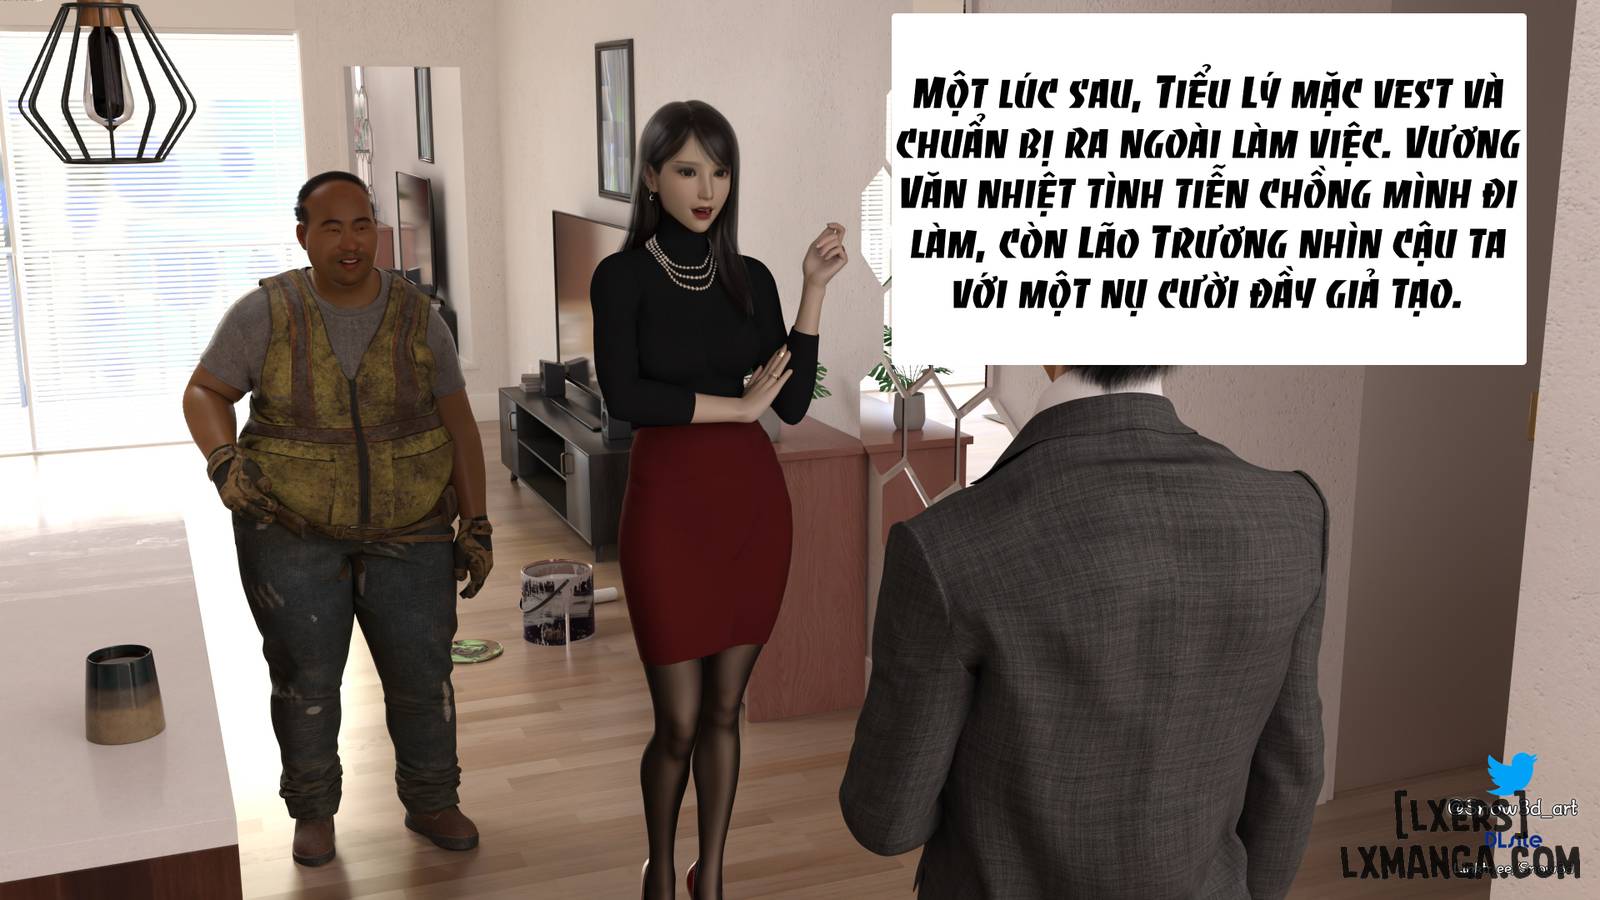 Một lúc sau, Tiểu Lý mặc vest và
chuẩn bị ra ngoài làm việc. Vương
Văn nhiệt tình tiễn chồng mình đi
làm, còn Lão Trương nhìn cậu ta
với một nụ cười đầy giả tạo.
@Snow3d_art
[LXERS]
DLsite
LXMANGA.COM